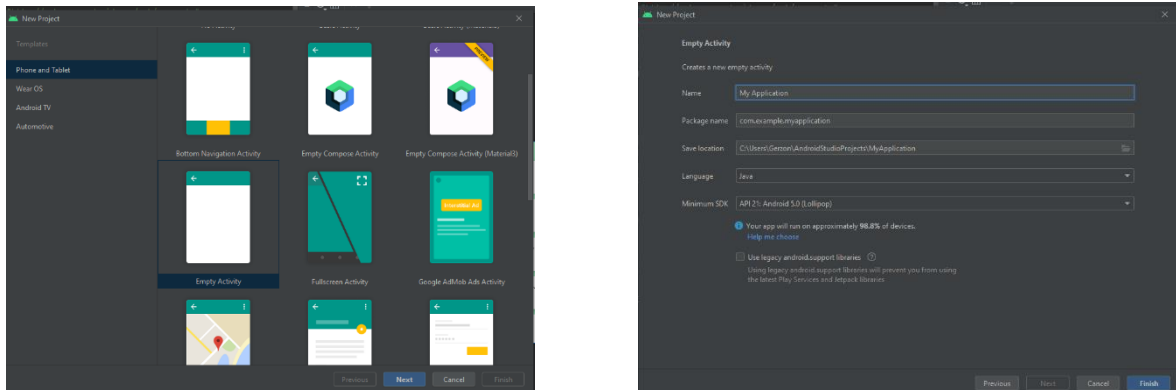 New Project
Templates
Phone and Tablet
Wear OS
Android TV
Automotive
Bottom Navigation Activity
Empty Compose Activity
Empty Compose Activity (Material3)
Empty Activity
Fullscreen Activity
Google AdMob Ads Activity
Previous
Next
Cancel
Finish
New Project
Empty Activity
Creates a new empty activity
Name
My Application
Package name
com.example.myapplication
Save location
C:\Users\Gerson\AndroidStudioProjects\MyApplication
Language
Java
Minimum SDK
API 21: Android 5.0 (Lollipop)
Your app will run on approximately 98.8% of devices.
Help me choose
Use legacy android.support libraries
Using legacy android.support libraries will prevent you from using
the latest Play Services and Jetpack libraries
Previous
Next
Cancel
Finish